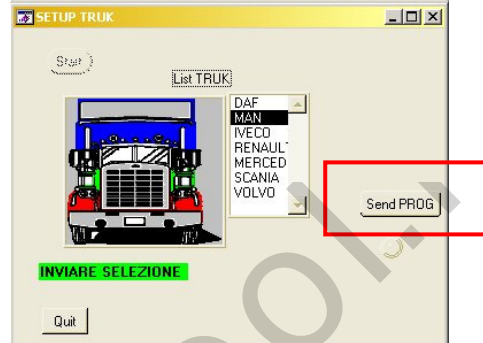 SETUP TRUK
Start
List TRUK
DAF
MAN
IVECO
RENAUL
MERCED
SCANIA
VOLVO
Send PROG
INVIARE SELEZIONE
Quit